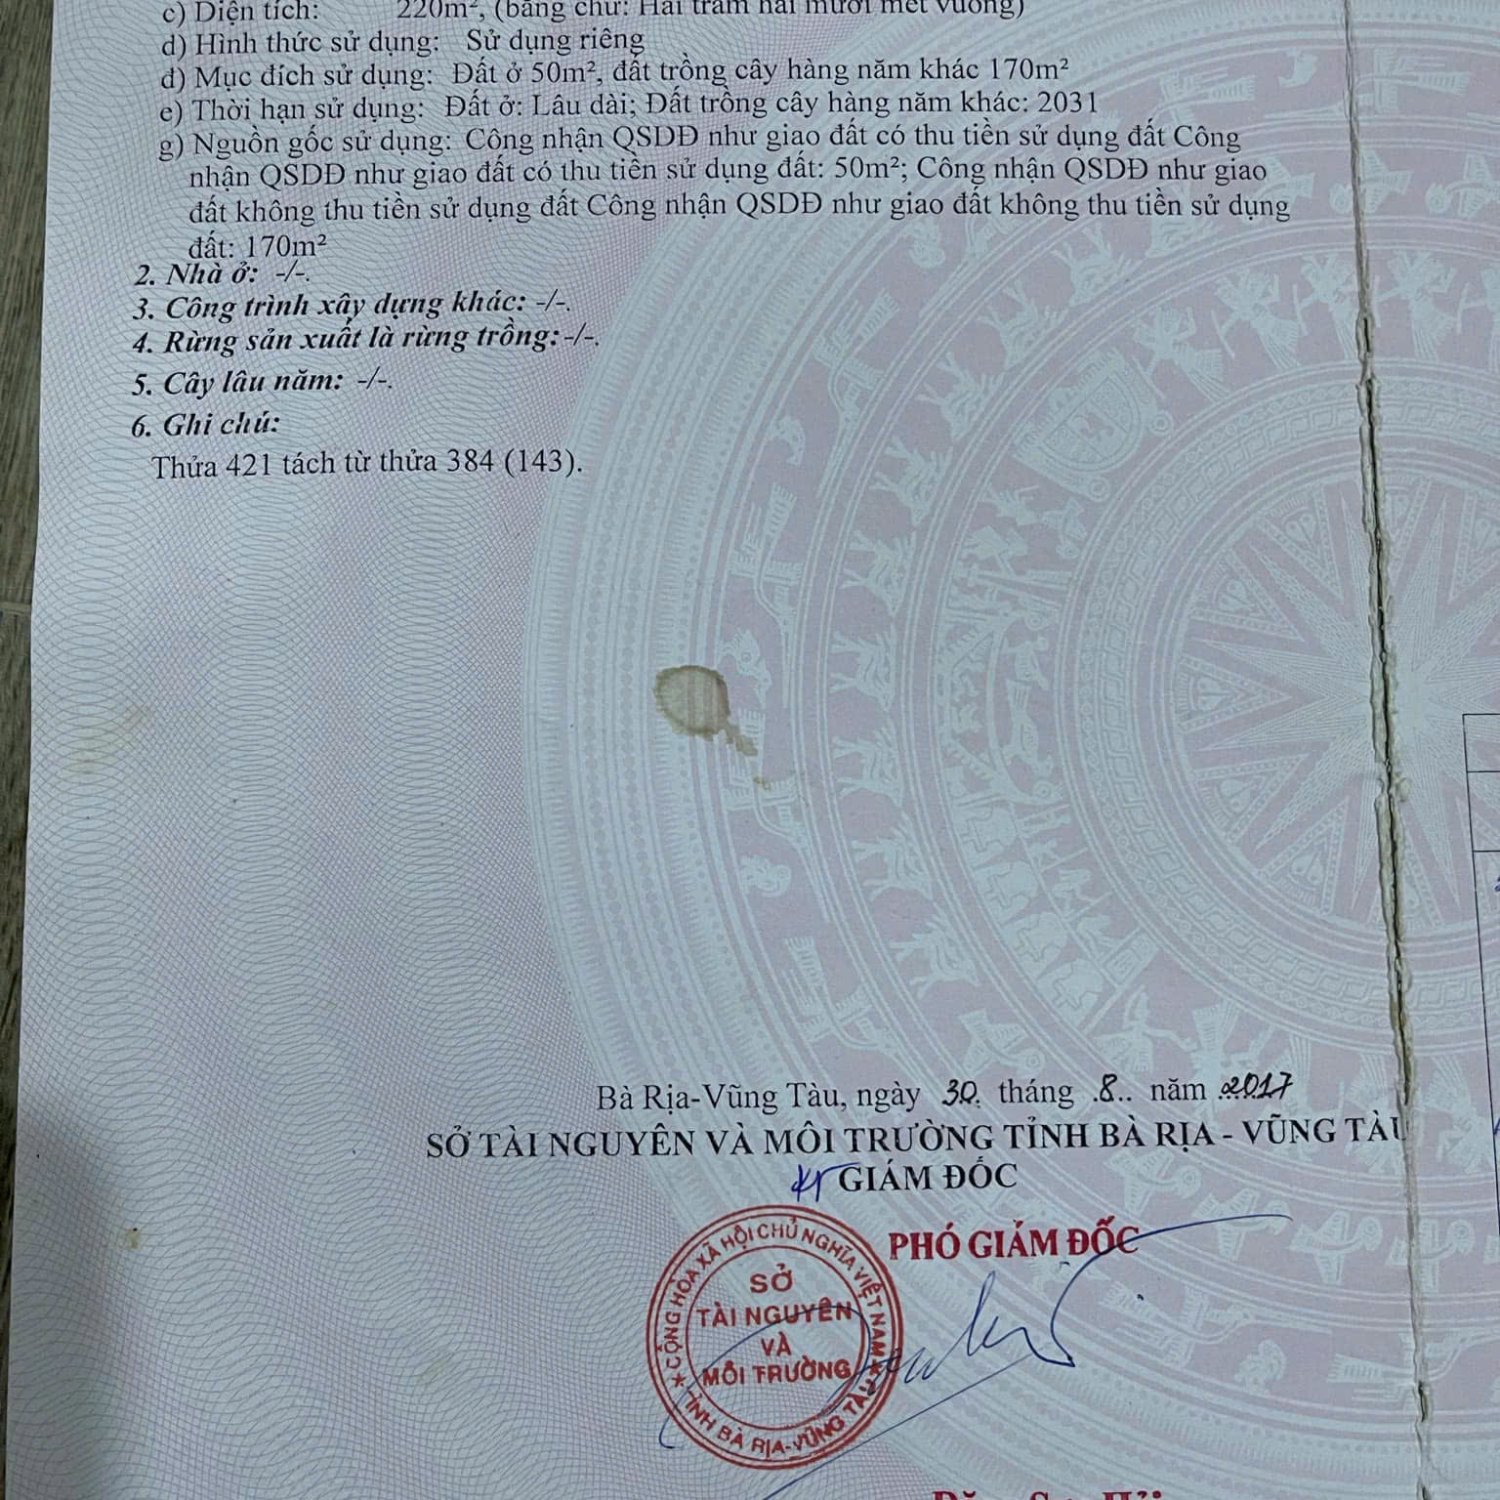 c) Diện tích: 220m², (bằng chữ: Hai trăm hai mươi mét vuông)
d) Hình thức sử dụng: Sử dụng riêng
đ) Mục đích sử dụng: Đất ở 50m², đất trồng cây hàng năm khác 170m²
e) Thời hạn sử dụng: Đất ở: Lâu dài; Đất trồng cây hàng năm khác: 2031
g) Nguồn gốc sử dụng: Công nhận QSDĐ như giao đất có thu tiền sử dụng đất Công
nhận QSDĐ như giao đất có thu tiền sử dụng đất: 50m²; Công nhận QSDĐ như giao
đất không thu tiền sử dụng đất Công nhận QSDĐ như giao đất không thu tiền sử dụng
đất: 170m²
2. Nhà ở: -/-.
3. Công trình xây dựng khác: -/-.
4. Rừng sản xuất là rừng trồng: -/-.
5. Cây lâu năm: -/-.
6. Ghi chú:
Thửa 421 tách từ thửa 384 (143).
Bà Rịa-Vũng Tàu, ngày 30. tháng .8.. năm 2017
SỞ TÀI NGUYÊN VÀ MÔI TRƯỜNG TỈNH BÀ RỊA - VŨNG TÀU
KT GIÁM ĐỐC
PHÓ GIÁM ĐỐC
CỘNG HÒA XÃ HỘI CHỦ NGHĨA VIỆT NAM
SỞ
TÀI NGUYÊN
VÀ
MÔI TRƯỜNG
TỈNH BÀ RỊA-VŨNG TÀU